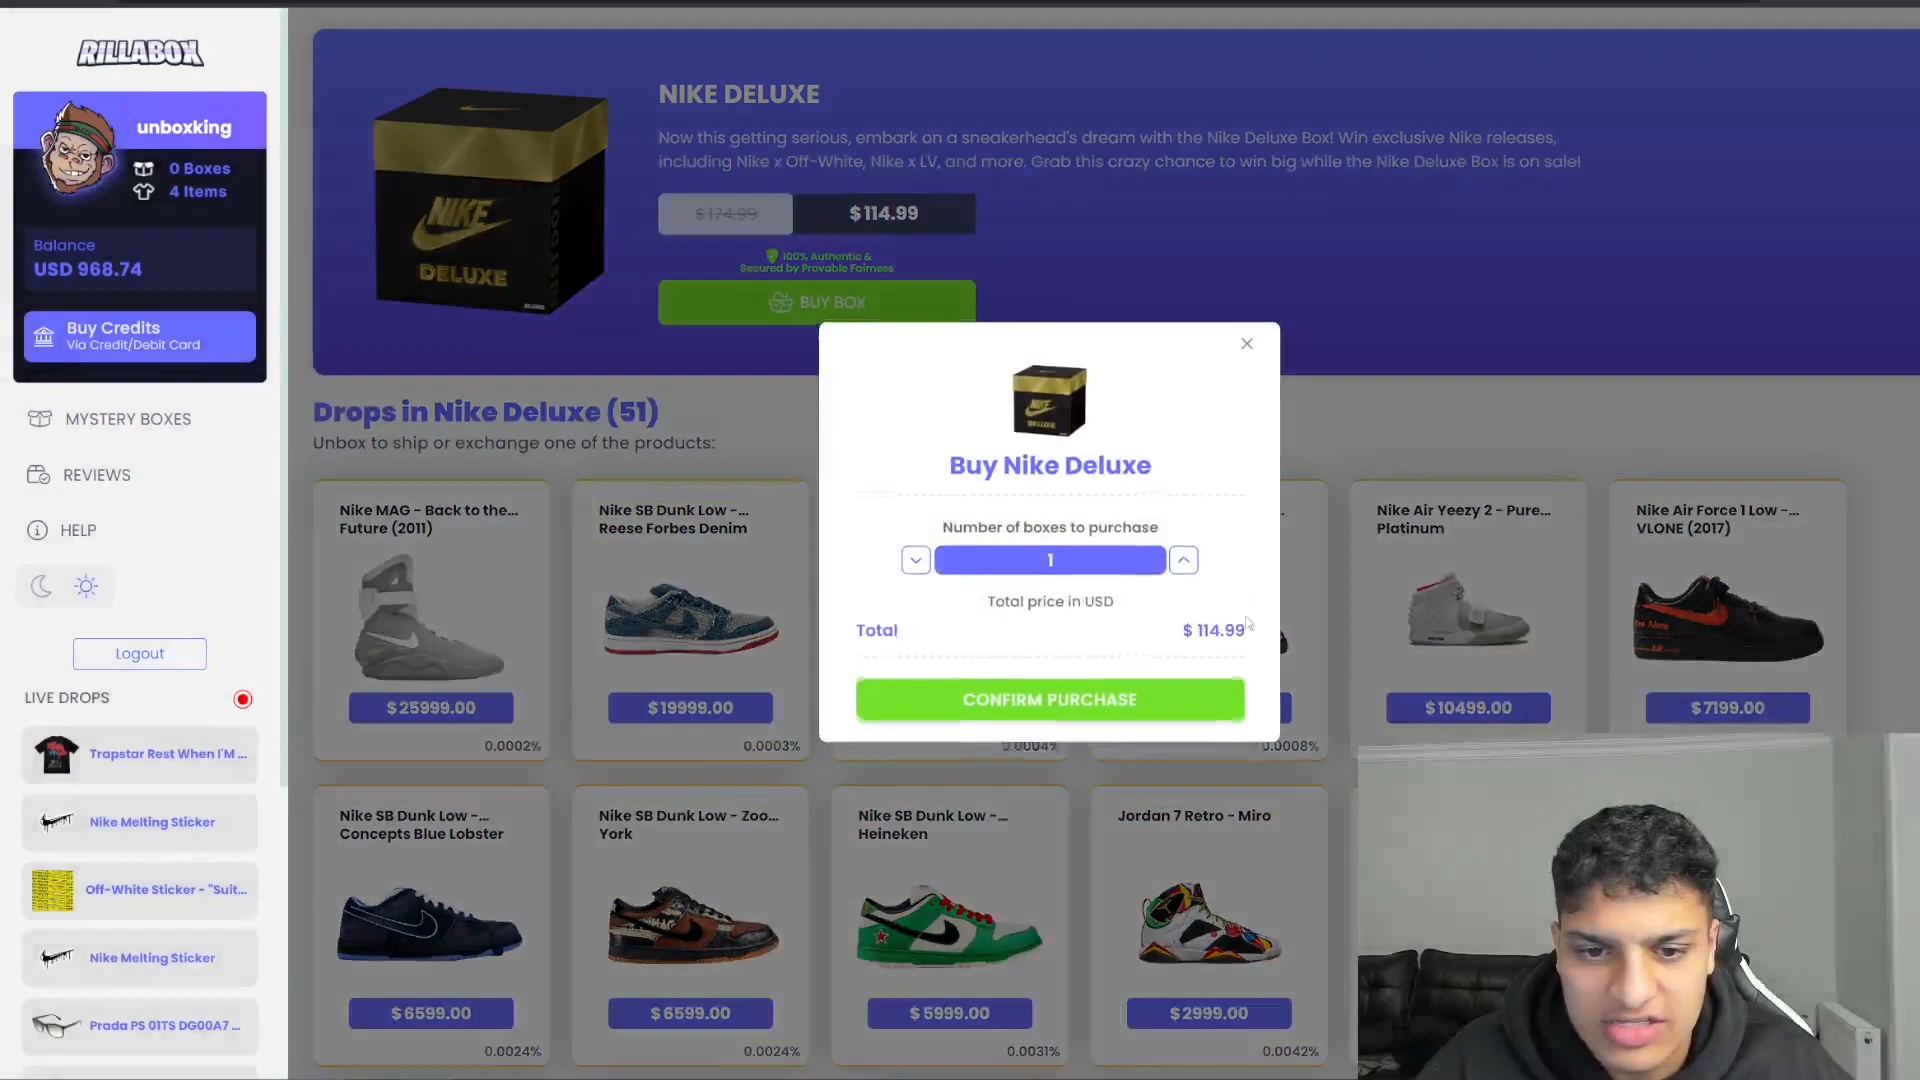 RILLABOX
unboxking
0 Boxes
4 Items
Balance
USD 968.74
Buy Credits
Via Credit/Debit Card
MYSTERY BOXES
REVIEWS
HELP
Logout
LIVE DROPS
Trapstar Rest When I'M ...
Nike Melting Sticker
Off-White Sticker - "Suit...
Nike Melting Sticker
Prada PS 01TS DG00A7 ...
NIKE
DELUXE
NIKE DELUXE
Now this getting serious, embark on a sneakerhead's dream with the Nike Deluxe Box! Win exclusive Nike releases,
including Nike x Off-White, Nike x LV, and more. Grab this crazy chance to win big while the Nike Deluxe Box is on sale!
$ 174.99
$ 114.99
100% Authentic &
Secured by Provable Fairness
BUY BOX
Drops in Nike Deluxe (51)
Unbox to ship or exchange one of the products:
Buy Nike Deluxe
Number of boxes to purchase
1
Total price in USD
Total
$ 114.99
CONFIRM PURCHASE
Nike MAG - Back to the...
Future (2011)
$ 25999.00
0.0002%
Nike SB Dunk Low -...
Reese Forbes Denim
$ 19999.00
0.0003%
0.0004%
0.0008%
Nike Air Yeezy 2 - Pure...
Platinum
$ 10499.00
Nike Air Force 1 Low -...
VLONE (2017)
$ 7199.00
Nike SB Dunk Low -...
Concepts Blue Lobster
$ 6599.00
0.0024%
Nike SB Dunk Low - Zoo...
York
$ 6599.00
0.0024%
Nike SB Dunk Low -...
Heineken
$ 5999.00
0.0031%
Jordan 7 Retro - Miro
$ 2999.00
0.0042%